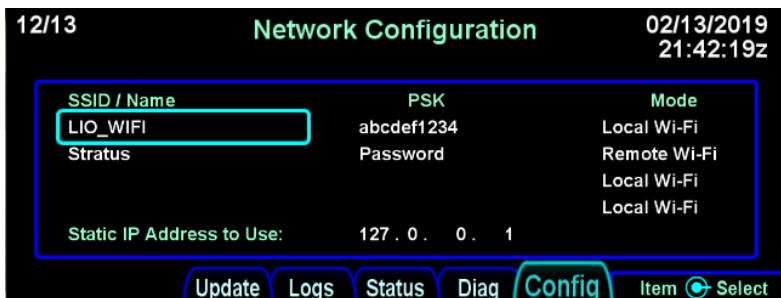 12/13 Network Configuration 02/13/2019
21:42:19z
SSID / Name PSK Mode
LIO_WIFI abcdef1234 Local Wi-Fi
Stratus Password Remote Wi-Fi
Local Wi-Fi
Local Wi-Fi
Static IP Address to Use: 127 . 0 . 0 . 1
Update Logs Status Diag Config Item Select